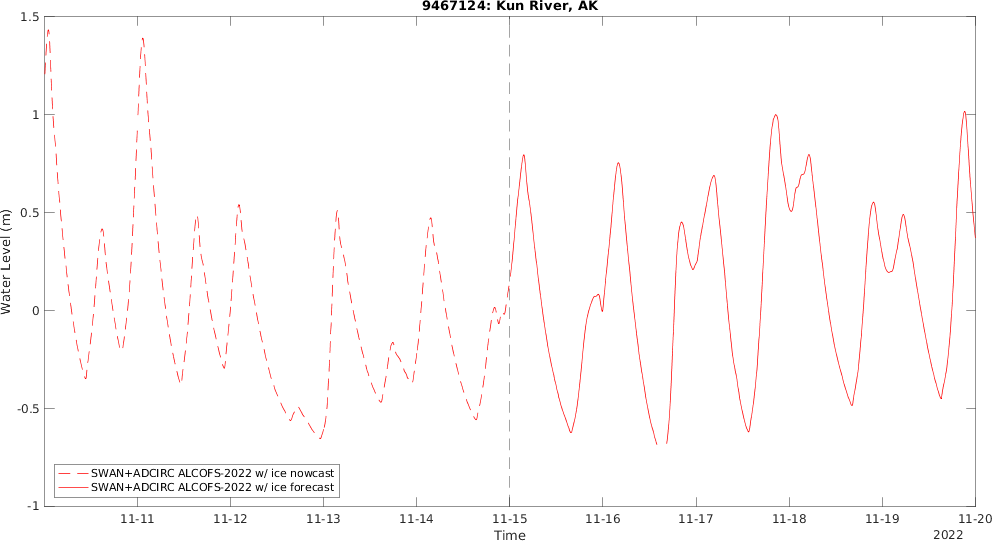 9467124: Kun River, AK
1.5
1
0.5
0
-0.5
-1
Water Level (m)
SWAN+ADCIRC ALCOFS-2022 w/ ice nowcast
SWAN+ADCIRC ALCOFS-2022 w/ ice forecast
11-11 11-12 11-13 11-14 11-15 11-16 11-17 11-18 11-19 11-20
Time
2022